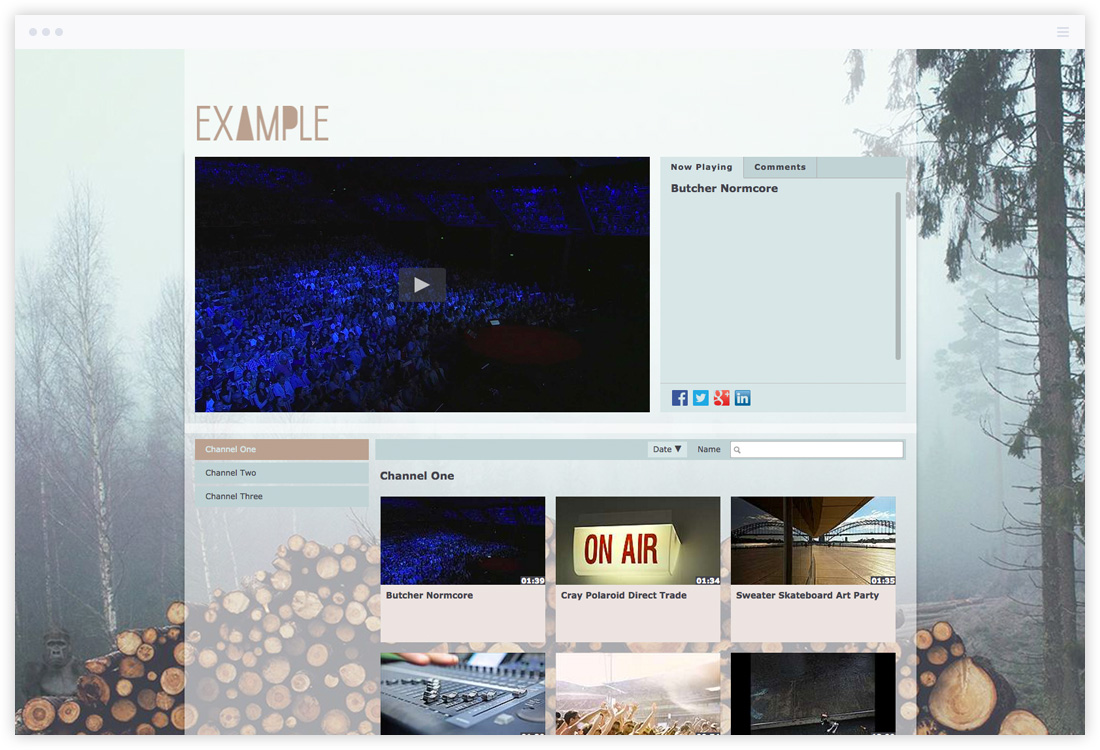 EXAMPLE
Now Playing
Comments
Butcher Normcore
Channel One
Channel Two
Channel Three
Date ▼
Name
Channel One
ON AIR
01:39
01:34
01:35
Butcher Normcore
Cray Polaroid Direct Trade
Sweater Skateboard Art Party